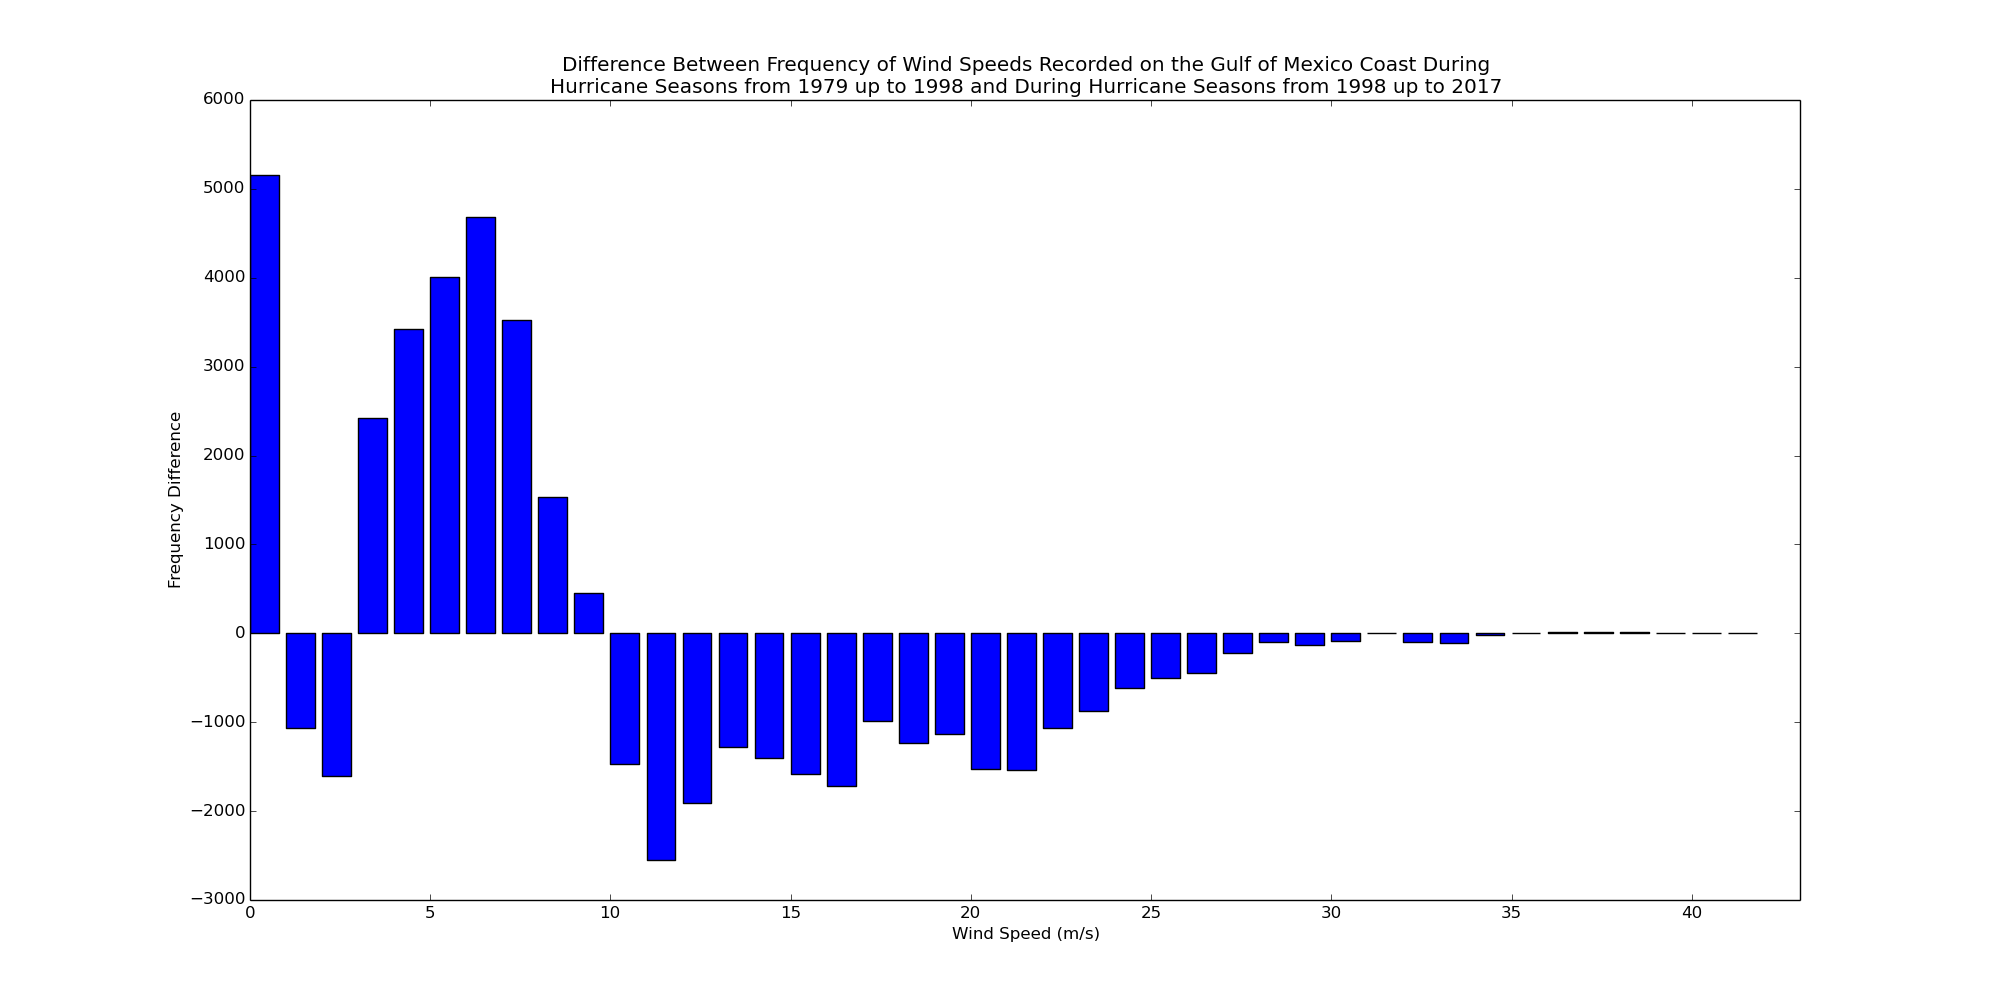 Difference Between Frequency of Wind Speeds Recorded on the Gulf of Mexico Coast During
Hurricane Seasons from 1979 up to 1998 and During Hurricane Seasons from 1998 up to 2017
6000
5000
4000
3000
2000
1000
0
−1000
−2000
−3000
Frequency Difference
0 5 10 15 20 25 30 35 40
Wind Speed (m/s)